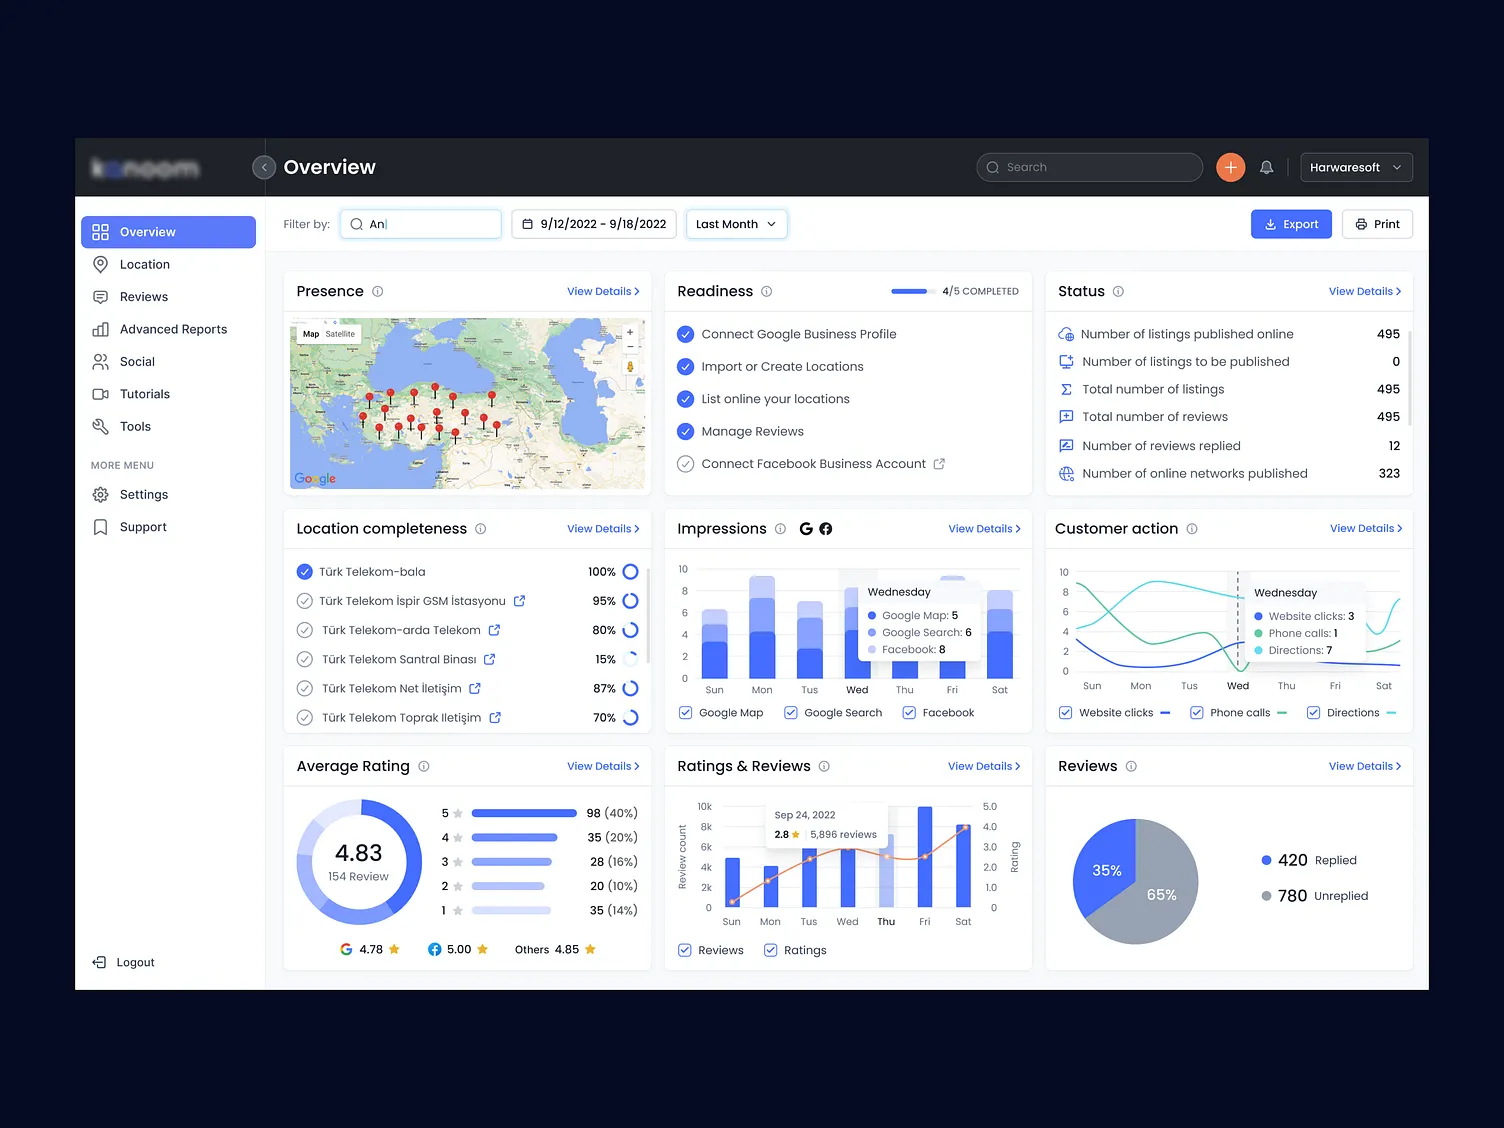 Overview
Search
Harwaresoft
Overview
Location
Reviews
Advanced Reports
Social
Tutorials
Tools
MORE MENU
Settings
Support
Logout
Filter by:
An
9/12/2022 - 9/18/2022
Last Month
Export
Print
Presence
View Details
Map Satellite
Google
Readiness
4/5 COMPLETED
Connect Google Business Profile
Import or Create Locations
List online your locations
Manage Reviews
Connect Facebook Business Account
Status
View Details
Number of listings published online 495
Number of listings to be published 0
Total number of listings 495
Total number of reviews 495
Number of reviews replied 12
Number of online networks published 323
Location completeness
View Details
Türk Telekom-bala 100%
Türk Telekom İspir GSM İstasyonu 95%
Türk Telekom-arda Telekom 80%
Türk Telekom Santral Binası 15%
Türk Telekom Net İletişim 87%
Türk Telekom Toprak Iletişim 70%
Impressions
View Details
10
8
6
4
2
0
Wednesday
Google Map: 5
Google Search: 6
Facebook: 8
Sun Mon Tus Wed Thu Fri Sat
Google Map Google Search Facebook
Customer action
View Details
10
8
6
4
2
0
Wednesday
Website clicks: 3
Phone calls: 1
Directions: 7
Sun Mon Tus Wed Thu Fri Sat
Website clicks Phone calls Directions
Average Rating
View Details
4.83
154 Review
5 98 (40%)
4 35 (20%)
3 28 (16%)
2 20 (10%)
1 35 (14%)
4.78 5.00 Others 4.85
Ratings & Reviews
View Details
Review count
10k
8k
6k
4k
2k
0
Sep 24, 2022
2.8 5,896 reviews
5.0
4.0
3.0
2.0
1.0
0
Rating
Sun Mon Tus Wed Thu Fri Sat
Reviews Ratings
Reviews
View Details
35%
65%
420 Replied
780 Unreplied